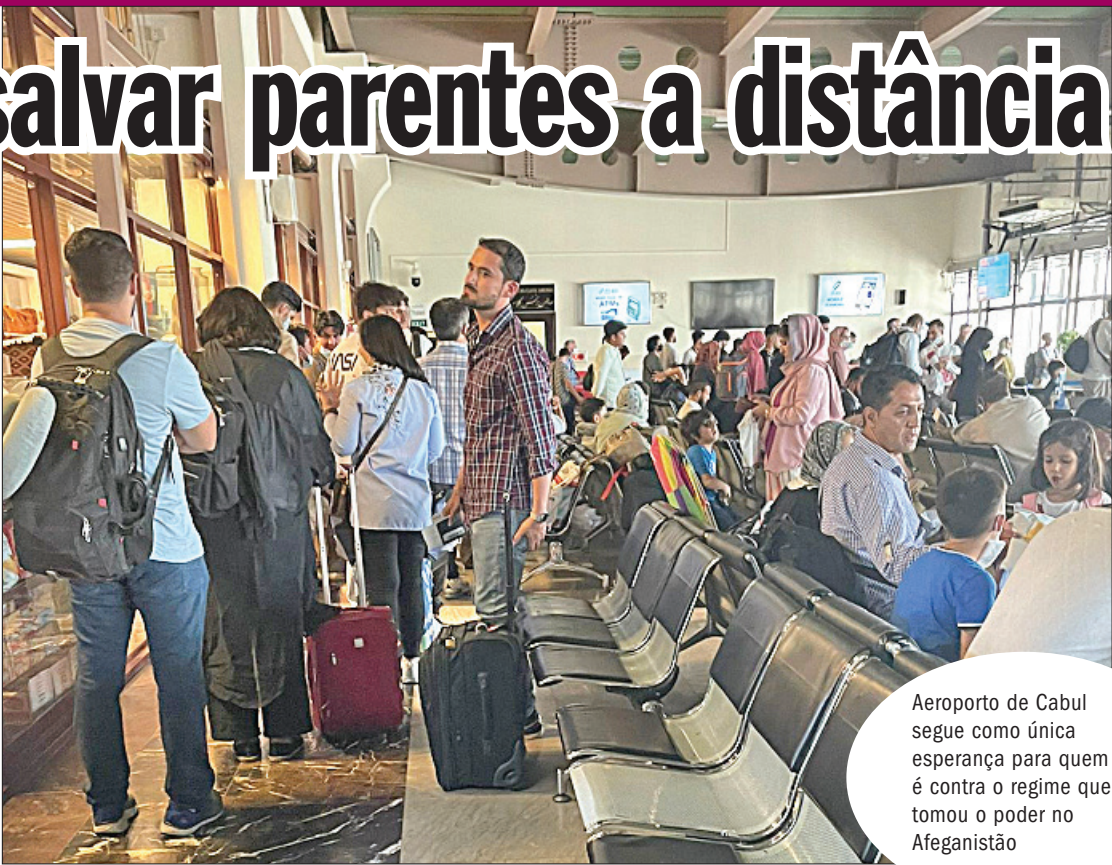 salvar parentes a distância
Aeroporto de Cabul
segue como única
esperança para quem
é contra o regime que
tomou o poder no
Afeganistão